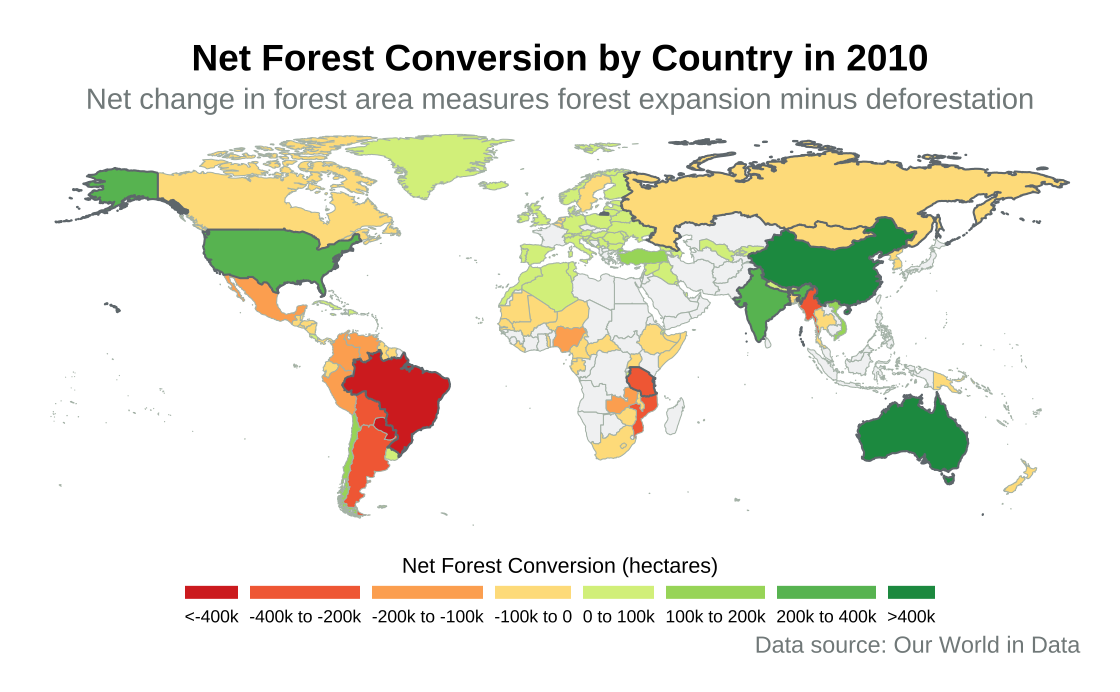 Net Forest Conversion by Country in 2010
Net change in forest area measures forest expansion minus deforestation
Net Forest Conversion (hectares)
<-400k -400k to -200k -200k to -100k -100k to 0 0 to 100k 100k to 200k 200k to 400k >400k
Data source: Our World in Data